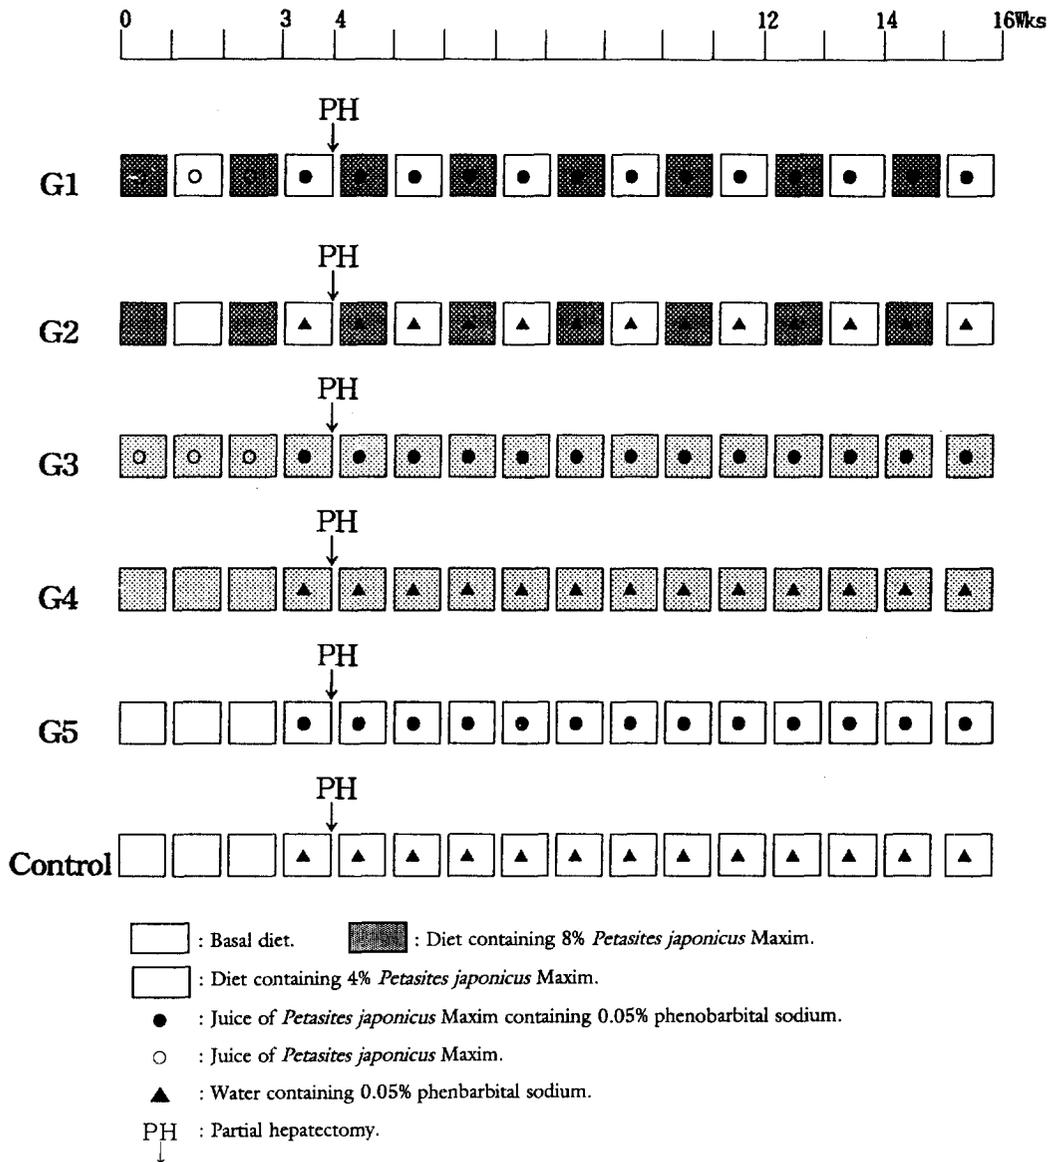 0 3 4 12 14 16Wks
PH
G1
PH
G2
PH
G3
PH
G4
PH
G5
PH
Control
: Basal diet. : Diet containing 8% Petasites japonicus Maxim.
: Diet containing 4% Petasites japonicus Maxim.
: Juice of Petasites japonicus Maxim containing 0.05% phenobarbital sodium.
: Juice of Petasites japonicus Maxim.
: Water containing 0.05% phenbarbital sodium.
PH : Partial hepatectomy.